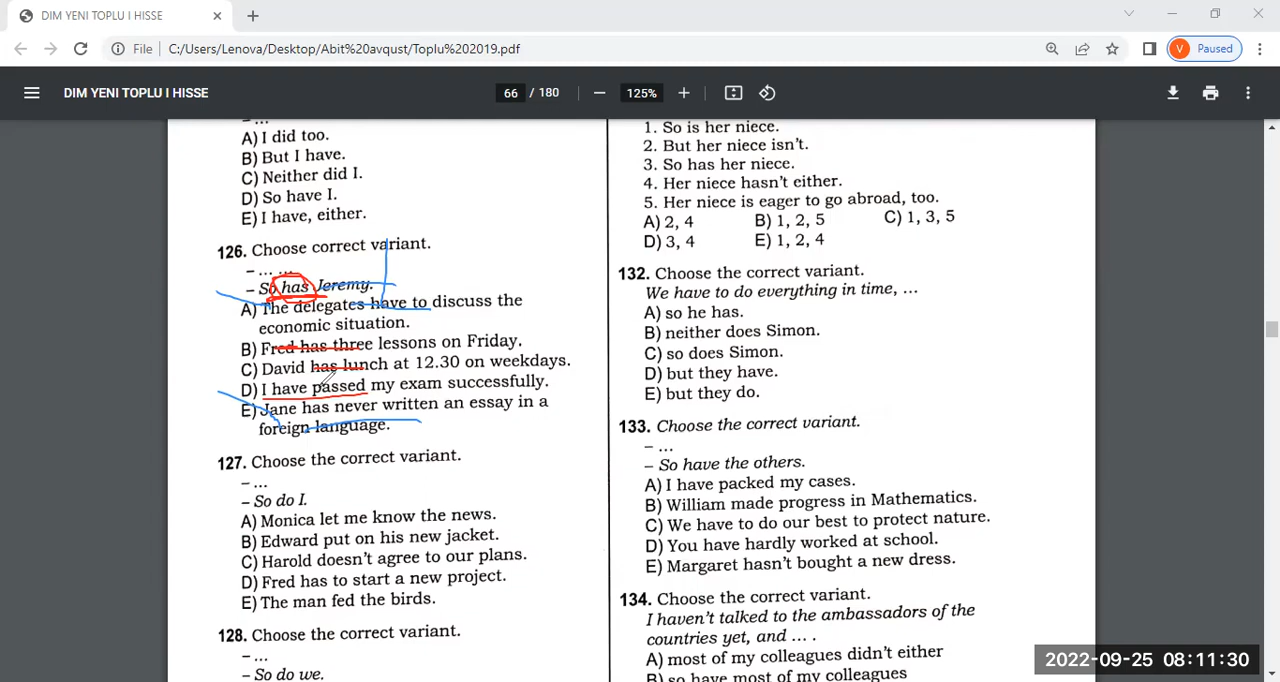 DIM YENI TOPLU I HISSE
File
C:/Users/Lenova/Desktop/Abit%20avqust/Toplu%202019.pdf
V Paused
DIM YENI TOPLU I HISSE
66 / 180
125%
– ...
A) I did too.
B) But I have.
C) Neither did I.
D) So have I.
E) I have, either.
126. Choose correct variant.
– ... ...
– So has Jeremy.
A) The delegates have to discuss the
economic situation.
B) Fred has three lessons on Friday.
C) David has lunch at 12.30 on weekdays.
D) I have passed my exam successfully.
E) Jane has never written an essay in a
foreign language.
127. Choose the correct variant.
– ...
– So do I.
A) Monica let me know the news.
B) Edward put on his new jacket.
C) Harold doesn't agree to our plans.
D) Fred has to start a new project.
E) The man fed the birds.
128. Choose the correct variant.
– ...
– So do we.
1. So is her niece.
2. But her niece isn't.
3. So has her niece.
4. Her niece hasn't either.
5. Her niece is eager to go abroad, too.
A) 2, 4 B) 1, 2, 5 C) 1, 3, 5
D) 3, 4 E) 1, 2, 4
132. Choose the correct variant.
We have to do everything in time, ...
A) so he has.
B) neither does Simon.
C) so does Simon.
D) but they have.
E) but they do.
133. Choose the correct variant.
– ...
– So have the others.
A) I have packed my cases.
B) William made progress in Mathematics.
C) We have to do our best to protect nature.
D) You have hardly worked at school.
E) Margaret hasn't bought a new dress.
134. Choose the correct variant.
I haven't talked to the ambassadors of the
countries yet, and ... .
A) most of my colleagues didn't either
B) so have most of my colleagues
2022-09-25 08:11:30